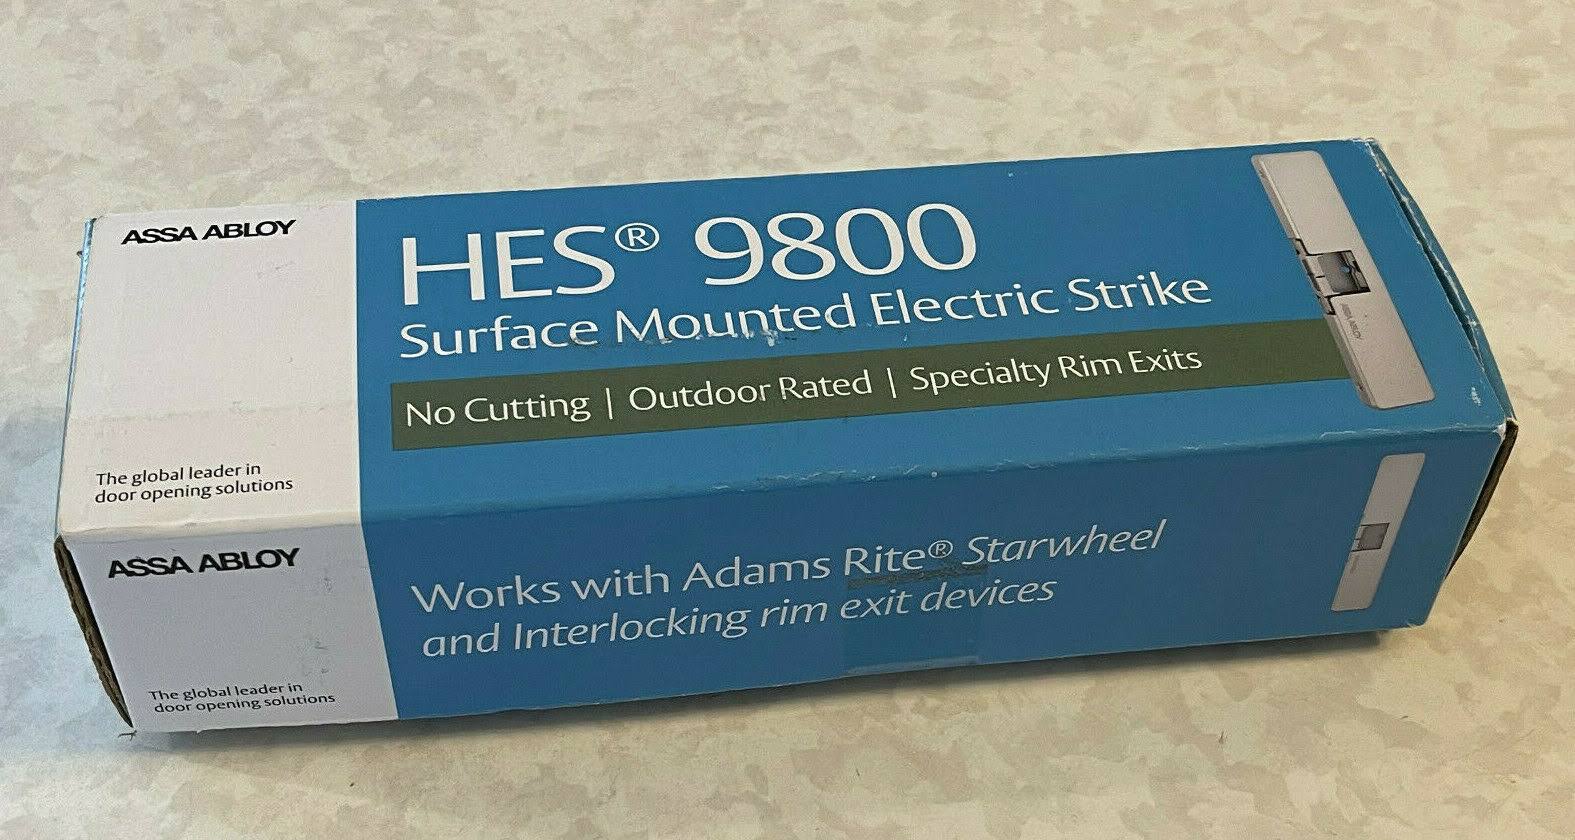 ASSA ABLOY
The global leader in
door opening solutions
HES® 9800
Surface Mounted Electric Strike
No Cutting | Outdoor Rated | Specialty Rim Exits
ASSA ABLOY
ASSA ABLOY
The global leader in
door opening solutions
Works with Adams Rite® Starwheel
and Interlocking rim exit devices